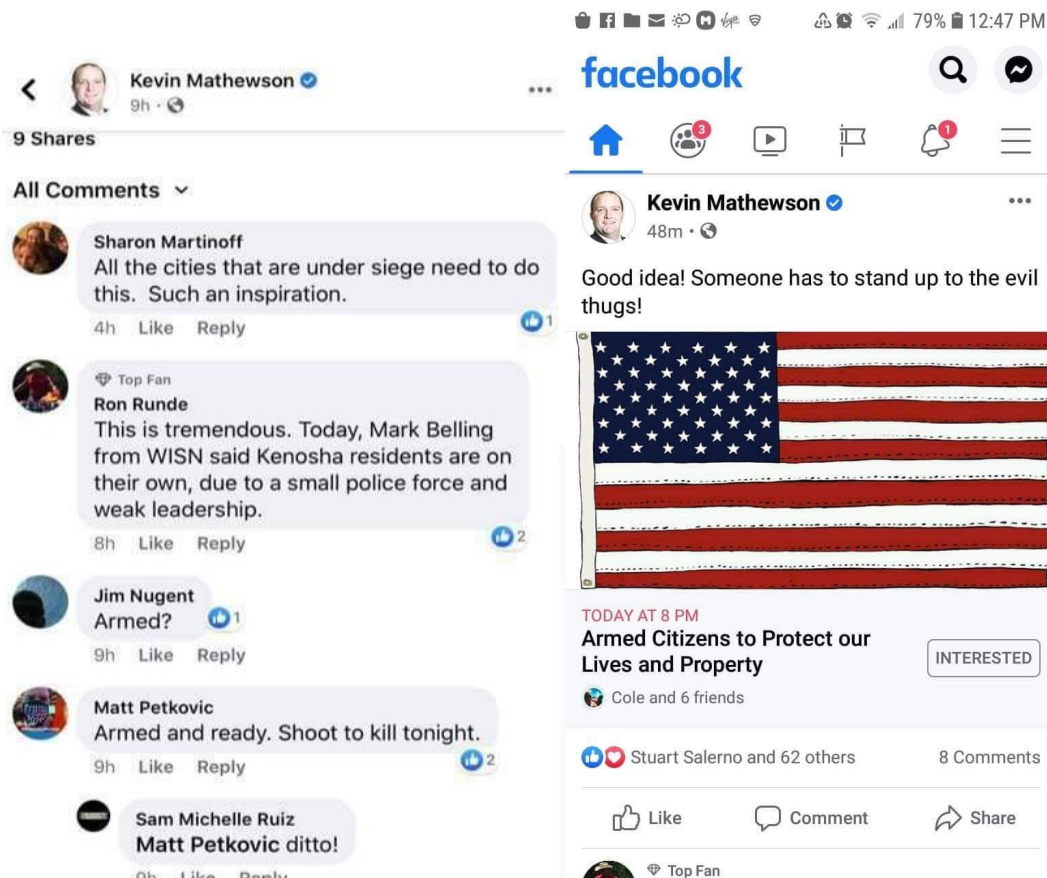 Kevin Mathewson
9h
9 Shares
All Comments
Sharon Martinoff
All the cities that are under siege need to do
this. Such an inspiration.
4h Like Reply
1
Top Fan
Ron Runde
This is tremendous. Today, Mark Belling
from WISN said Kenosha residents are on
their own, due to a small police force and
weak leadership.
8h Like Reply
2
Jim Nugent
Armed?
1
9h Like Reply
Matt Petkovic
Armed and ready. Shoot to kill tonight.
2
9h Like Reply
Sam Michelle Ruiz
Matt Petkovic ditto!
9h Like Reply
79% 12:47 PM
facebook
3
1
Kevin Mathewson
48m
Good idea! Someone has to stand up to the evil
thugs!
TODAY AT 8 PM
Armed Citizens to Protect our
Lives and Property
INTERESTED
Cole and 6 friends
Stuart Salerno and 62 others 8 Comments
Like Comment Share
Top Fan